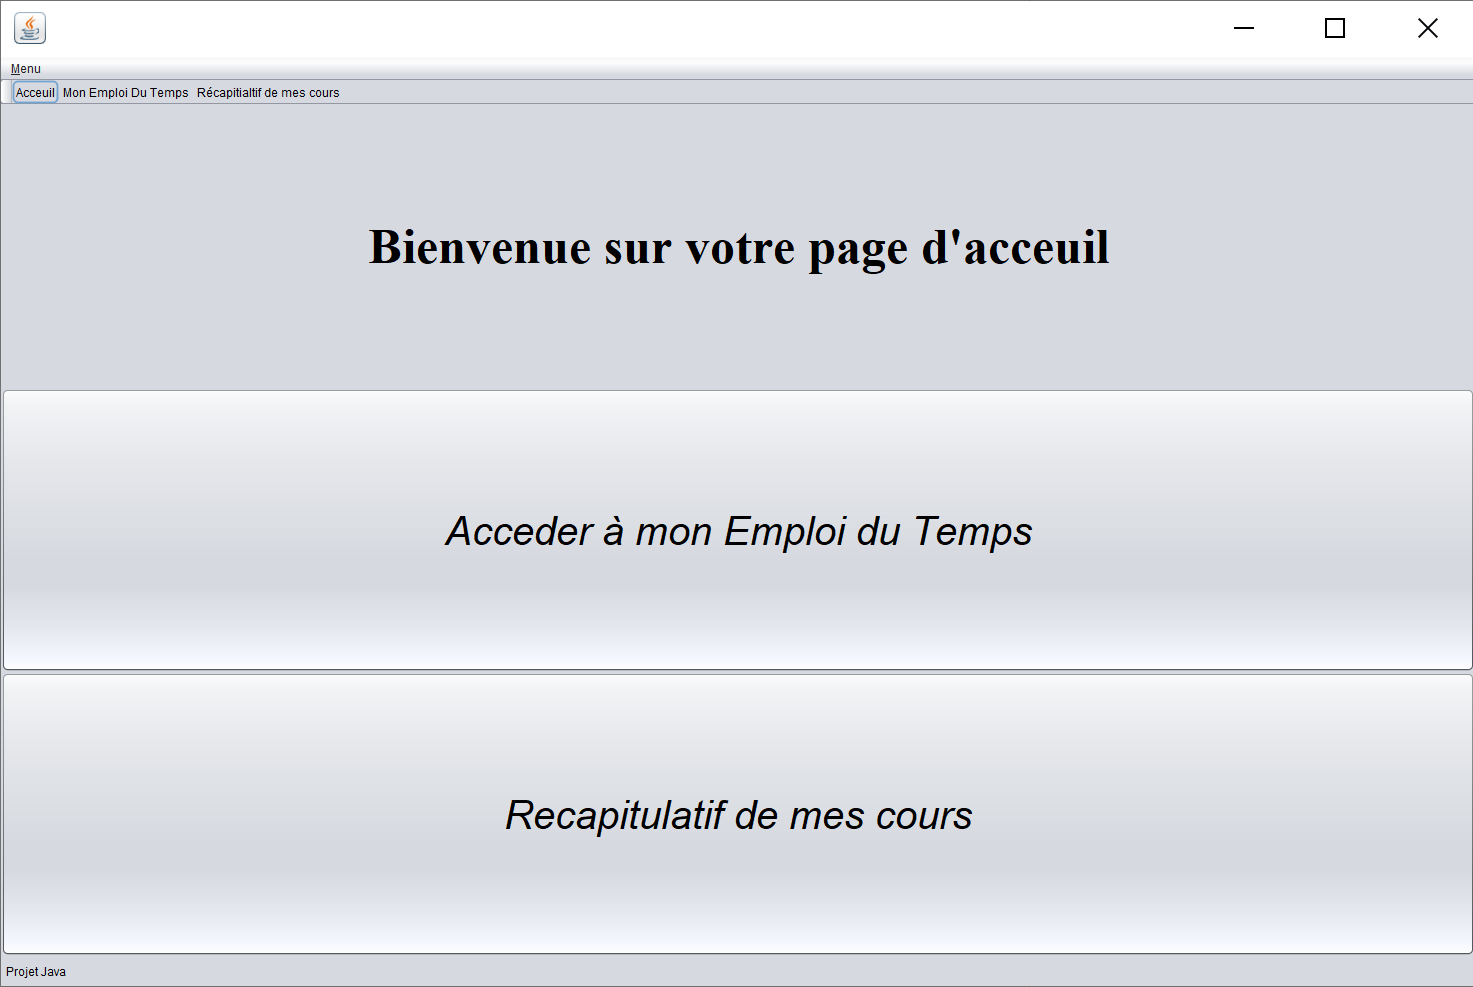 Menu
Acceuil Mon Emploi Du Temps Récapitialtif de mes cours
Bienvenue sur votre page d'acceuil
Acceder à mon Emploi du Temps
Recapitulatif de mes cours
Projet Java